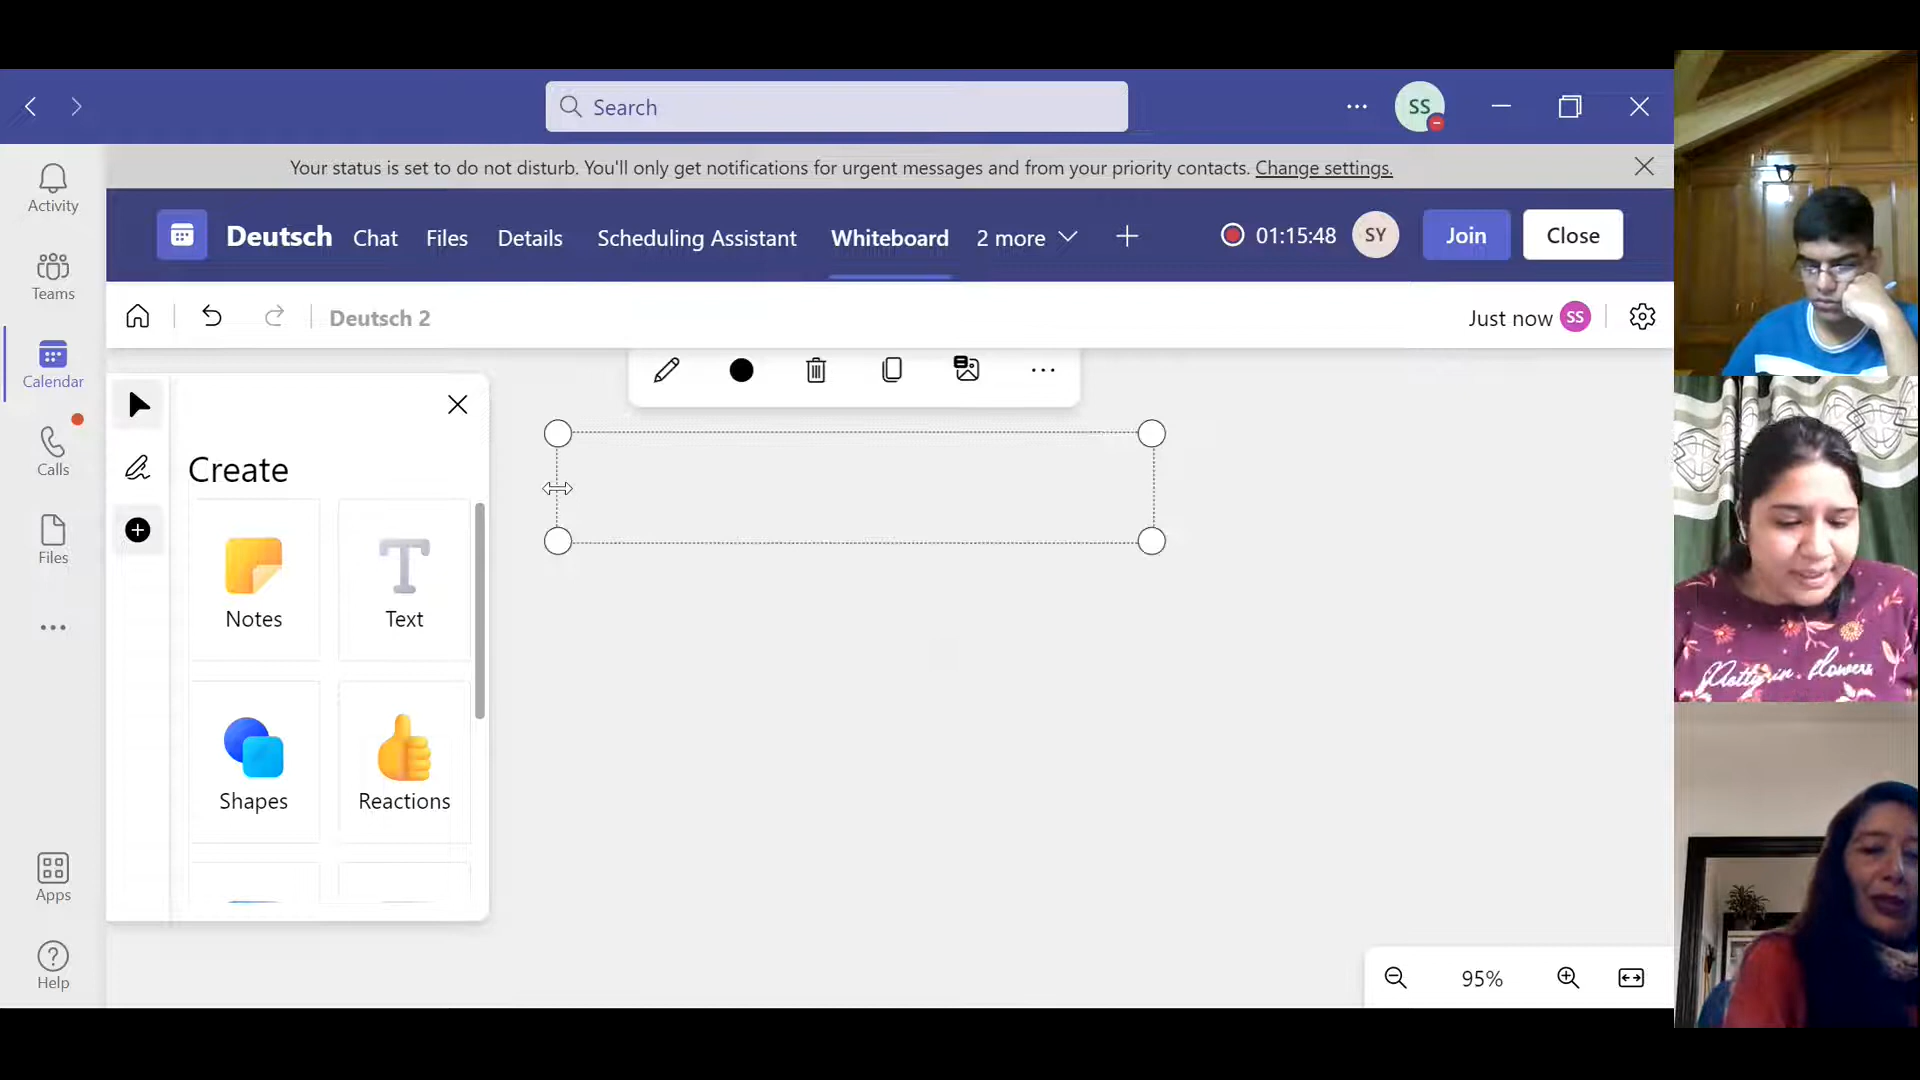 Search
SS
Your status is set to do not disturb. You'll only get notifications for urgent messages and from your priority contacts. Change settings.
Activity
Teams
Calendar
Calls
Files
Apps
Help
Deutsch Chat Files Details Scheduling Assistant Whiteboard 2 more
01:15:48 SY Join Close
Deutsch 2
Just now SS
Create
Notes
Text
Shapes
Reactions
95%
Pretty in flowers